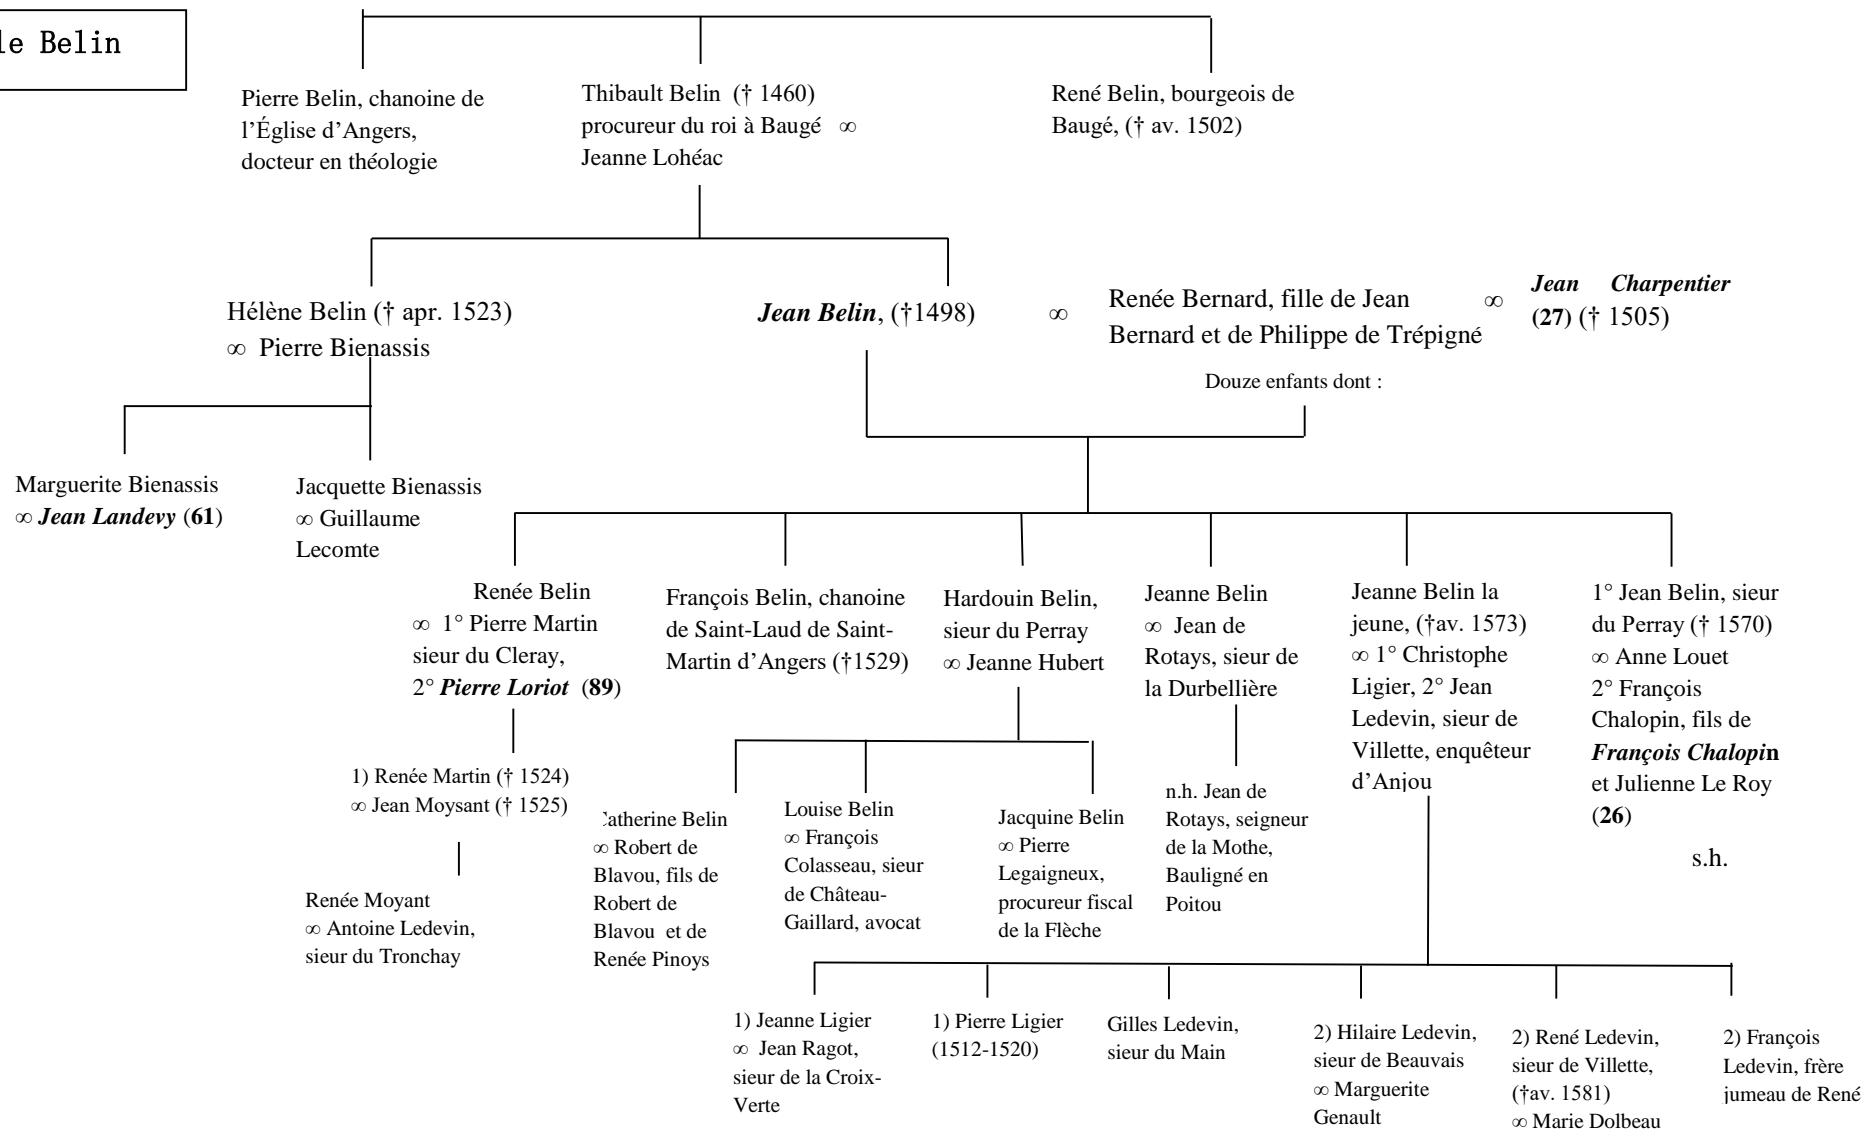 le Belin
Pierre Belin, chanoine de
l’Église d’Angers,
docteur en théologie
Thibault Belin († 1460)
procureur du roi à Baugé ∞
Jeanne Lohéac
René Belin, bourgeois de
Baugé, († av. 1502)
Hélène Belin († apr. 1523)
∞ Pierre Bienassis
Jean Belin, (†1498)
∞
Renée Bernard, fille de Jean
Bernard et de Philippe de Trépigné
∞
Jean Charpentier
(27) († 1505)
Douze enfants dont :
Marguerite Bienassis
∞ Jean Landevy (61)
Jacquette Bienassis
∞ Guillaume
Lecomte
Renée Belin
∞ 1° Pierre Martin
sieur du Cleray,
2° Pierre Loriot (89)
François Belin, chanoine
de Saint-Laud de Saint-
Martin d’Angers (†1529)
Hardouin Belin,
sieur du Perray
∞ Jeanne Hubert
Jeanne Belin
∞ Jean de
Rotays, sieur de
la Durbellière
Jeanne Belin la
jeune, (†av. 1573)
∞ 1° Christophe
Ligier, 2° Jean
Ledevin, sieur de
Villette, enquêteur
d’Anjou
1° Jean Belin, sieur
du Perray († 1570)
∞ Anne Louet
2° François
Chalopin, fils de
François Chalopin
et Julienne Le Roy
(26)
s.h.
1) Renée Martin († 1524)
∞ Jean Moysant († 1525)
Renée Moyant
∞ Antoine Ledevin,
sieur du Tronchay
Catherine Belin
∞ Robert de
Blavou, fils de
Robert de
Blavou et de
Renée Pinoys
Louise Belin
∞ François
Colasseau, sieur
de Château-
Gaillard, avocat
Jacquine Belin
∞ Pierre
Legaigneux,
procureur fiscal
de la Flèche
n.h. Jean de
Rotays, seigneur
de la Mothe,
Bauligné en
Poitou
1) Jeanne Ligier
∞ Jean Ragot,
sieur de la Croix-
Verte
1) Pierre Ligier
(1512-1520)
Gilles Ledevin,
sieur du Main
2) Hilaire Ledevin,
sieur de Beauvais
∞ Marguerite
Genault
2) René Ledevin,
sieur de Villette,
(†av. 1581)
∞ Marie Dolbeau
2) François
Ledevin, frère
jumeau de René